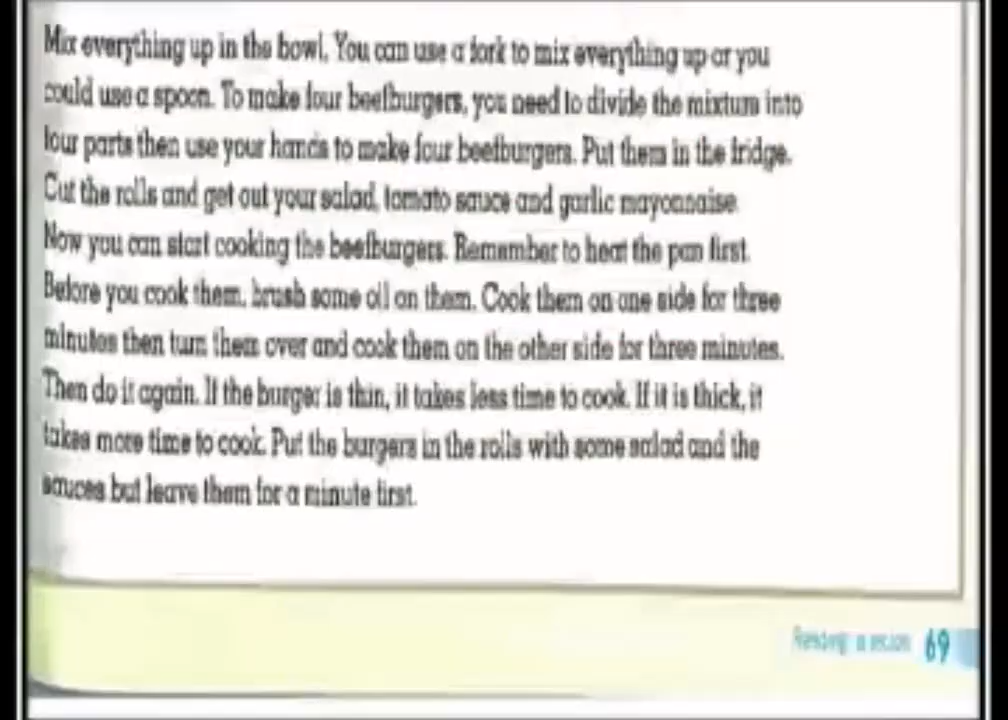 Mix everything up in the bowl. You can use a fork to mix everything up or you
could use a spoon. To make four beefburgers, you need to divide the mixture into
four parts then use your hands to make four beefburgers. Put them in the fridge.
Cut the rolls and get out your salad, tomato sauce and garlic mayonnaise.
Now you can start cooking the beefburgers. Remember to heat the pan first.
Before you cook them, brush some oil on them. Cook them on one side for three
minutes then turn them over and cook them on the other side for three minutes.
Then do it again. If the burger is thin, it takes less time to cook. If it is thick, it
takes more time to cook. Put the burgers in the rolls with some salad and the
sauces but leave them for a minute first.
69